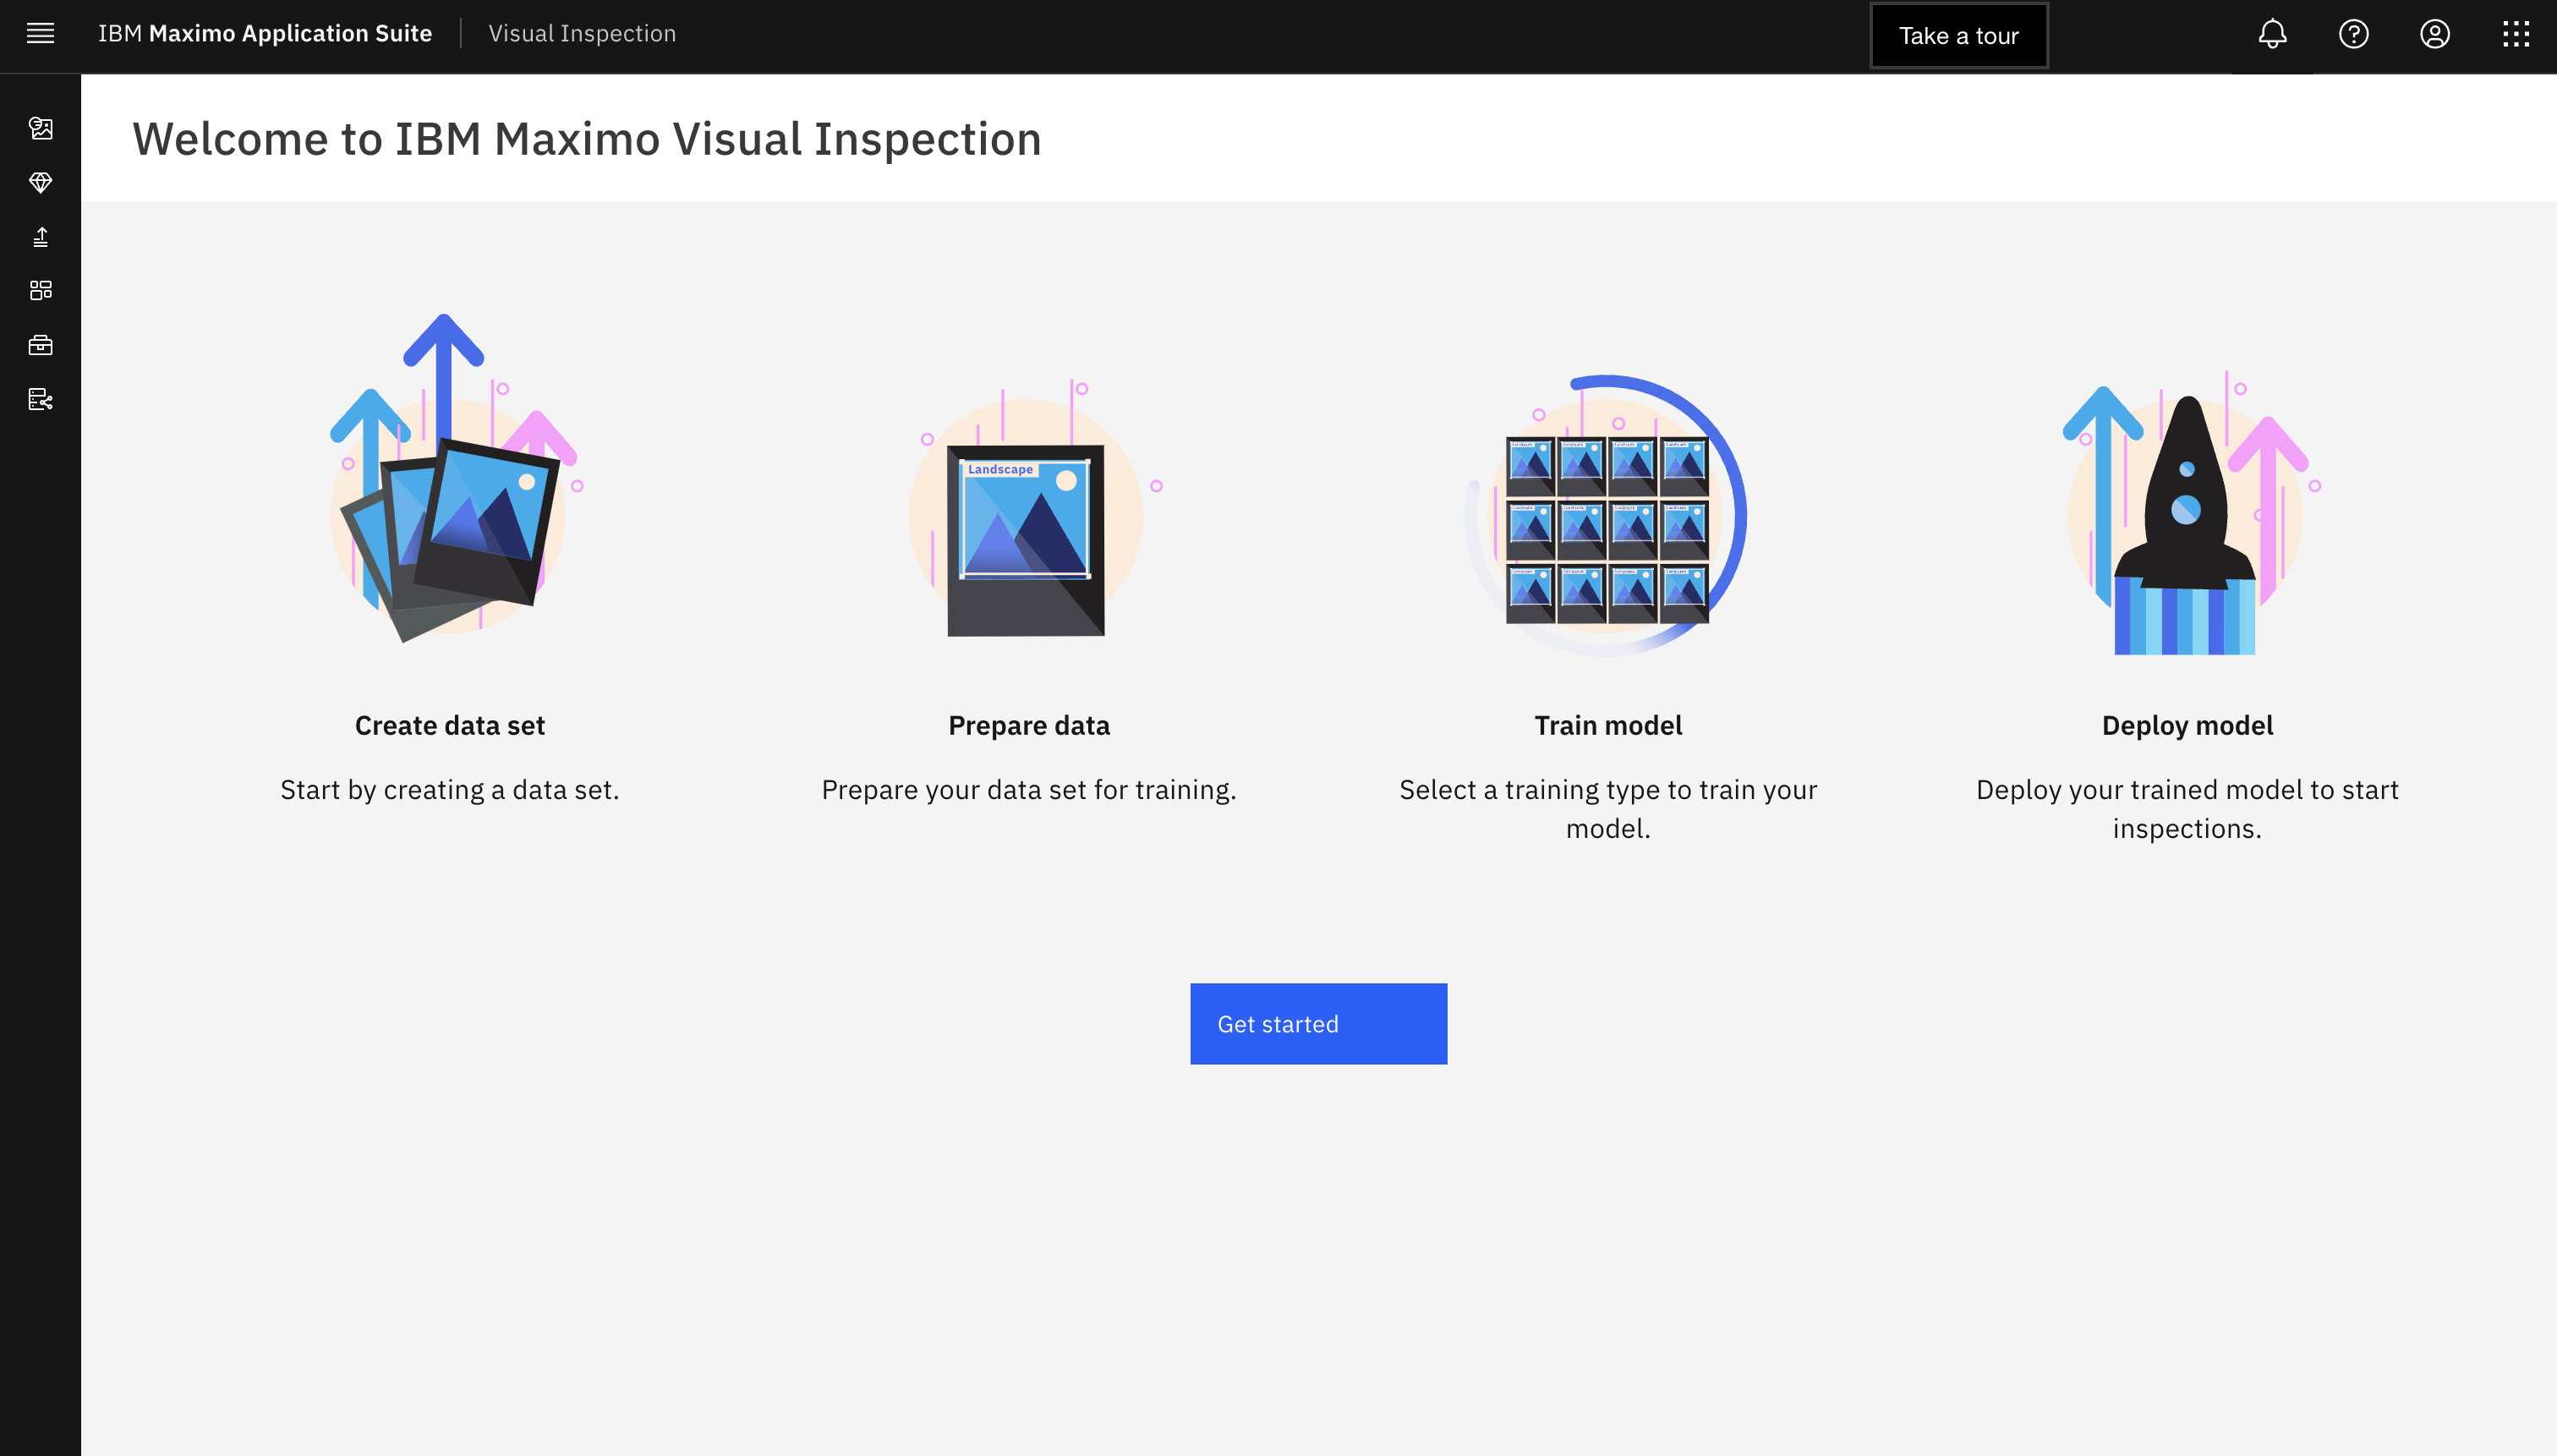 IBM Maximo Application Suite
Visual Inspection
Take a tour
Welcome to IBM Maximo Visual Inspection
Landscape
Create data set
Start by creating a data set.
Prepare data
Prepare your data set for training.
Train model
Select a training type to train your
model.
Deploy model
Deploy your trained model to start
inspections.
Get started